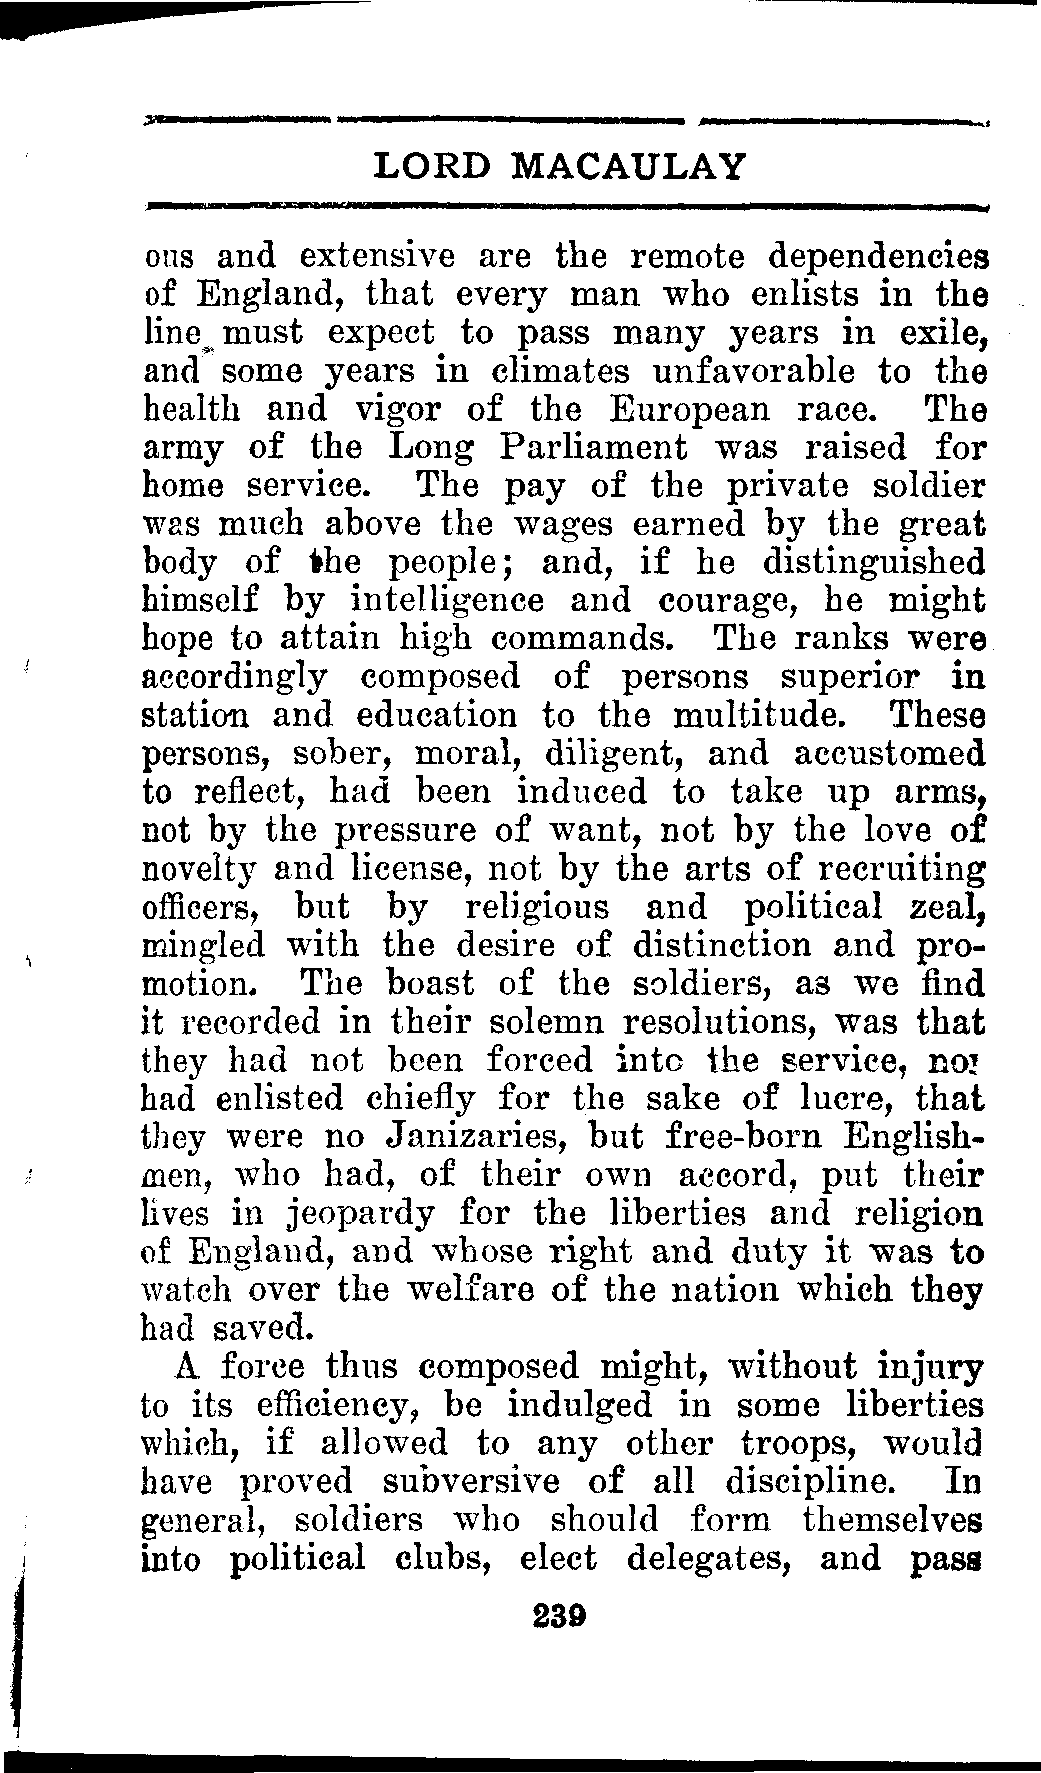 LORD MACAULAY
ous and extensive are the remote dependencies
of England, that every man who enlists in the
line must expect to pass many years in exile,
and some years in climates unfavorable to the
health and vigor of the European race. The
army of the Long Parliament was raised for
home service. The pay of the private soldier
was much above the wages earned by the great
body of the people; and, if he distinguished
himself by intelligence and courage, he might
hope to attain high commands. The ranks were
accordingly composed of persons superior in
station and education to the multitude. These
persons, sober, moral, diligent, and accustomed
to reflect, had been induced to take up arms,
not by the pressure of want, not by the love of
novelty and license, not by the arts of recruiting
officers, but by religious and political zeal,
mingled with the desire of distinction and pro-
motion. The boast of the soldiers, as we find
it recorded in their solemn resolutions, was that
they had not been forced into the service, nor
had enlisted chiefly for the sake of lucre, that
they were no Janizaries, but free-born English-
men, who had, of their own accord, put their
lives in jeopardy for the liberties and religion
of England, and whose right and duty it was to
watch over the welfare of the nation which they
had saved.
A force thus composed might, without injury
to its efficiency, be indulged in some liberties
which, if allowed to any other troops, would
have proved subversive of all discipline. In
general, soldiers who should form themselves
into political clubs, elect delegates, and pass
239